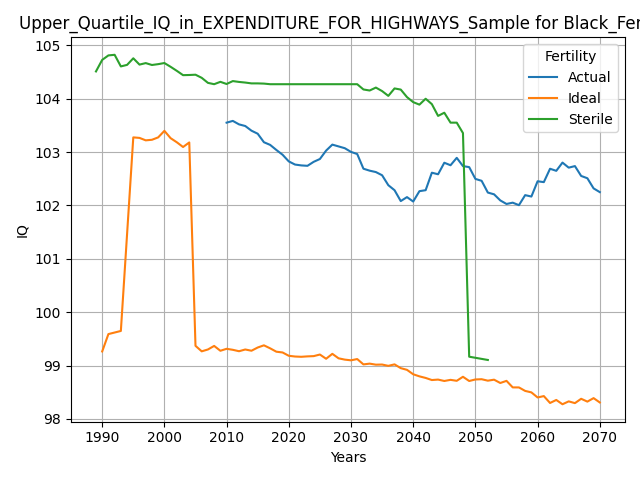 Upper_Quartile_IQ_in_EXPENDITURE_FOR_HIGHWAYS_Sample for Black_Fer
105
104
103
102
101
100
99
98
IQ
Fertility
Actual
Ideal
Sterile
1990
2000
2010
2020
2030
2040
2050
2060
2070
Years